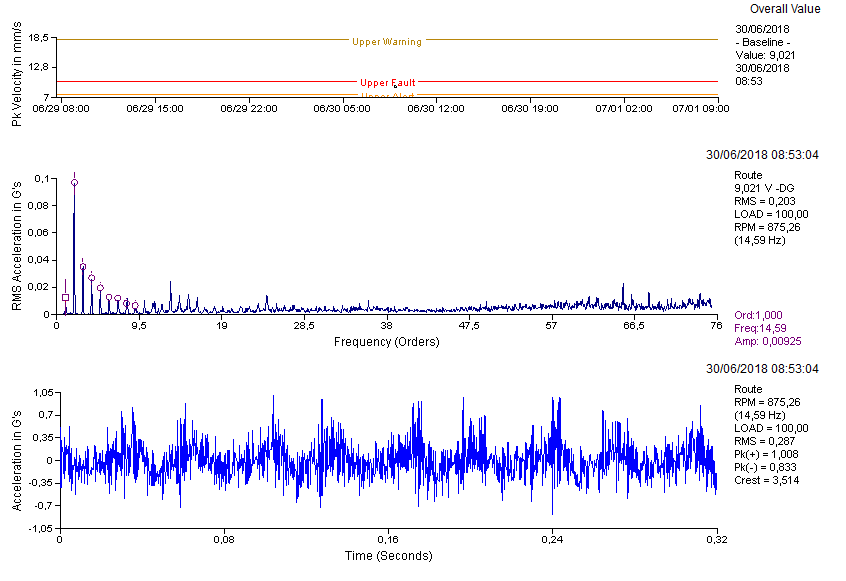 Overall Value
30/06/2018
- Baseline -
Value: 9,021
30/06/2018
08:53
Pk Velocity in mm/s
18,5
12,8
7
Upper Warning
Upper Fault
Upper Alert
06/29 08:00 06/29 15:00 06/29 22:00 06/30 05:00 06/30 12:00 06/30 19:00 07/01 02:00 07/01 09:00
30/06/2018 08:53:04
Route
9,021 V -DG
RMS = 0,203
LOAD = 100,00
RPM = 875,26
(14,59 Hz)
RMS Acceleration in G's
0,1
0,08
0,06
0,04
0,02
0
0 9,5 19 28,5 38 47,5 57 66,5 76
Frequency (Orders)
Ord:1,000
Freq:14,59
Amp: 0,00925
30/06/2018 08:53:04
Route
RPM = 875,26
(14,59 Hz)
LOAD = 100,00
RMS = 0,287
Pk(+) = 1,008
Pk(-) = 0,833
Crest = 3,514
Acceleration in G's
1,05
0,7
0,35
0
-0,35
-0,7
-1,05
0 0,08 0,16 0,24 0,32
Time (Seconds)